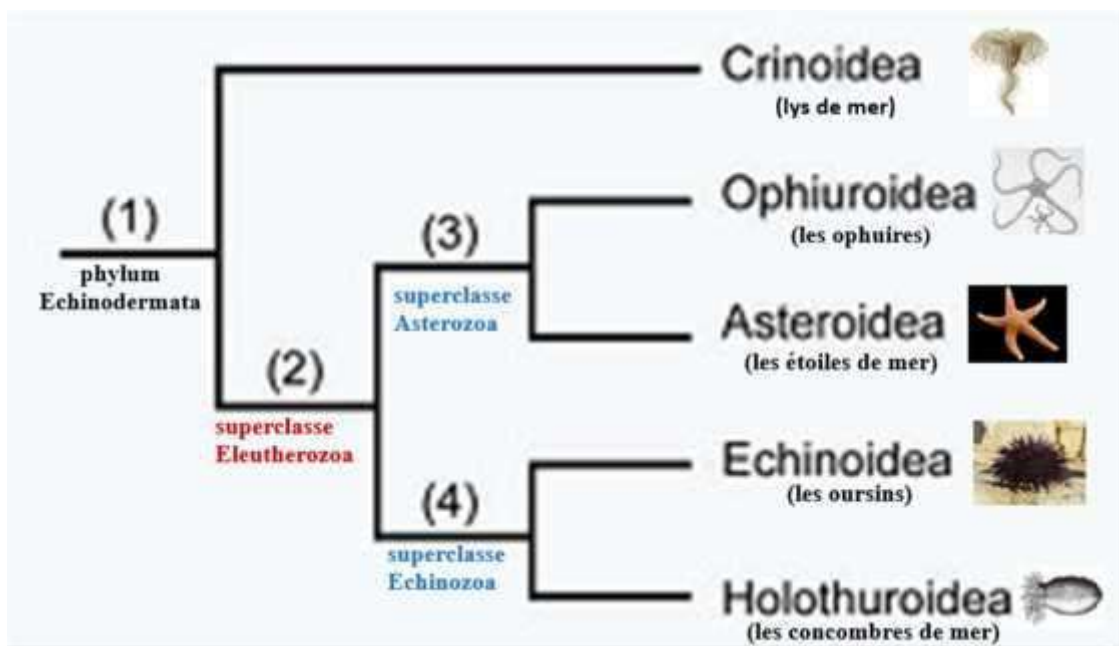 Crinoidea
(lys de mer)
(1)
phylum
Echinodermata
Ophiuroidea
(les ophuires)
(3)
superclasse
Asterozoa
Asteroidea
(les étoiles de mer)
(2)
superclasse
Eleutherozoa
Echinoidea
(les oursins)
(4)
superclasse
Echinozoa
Holothuroidea
(les concombres de mer)